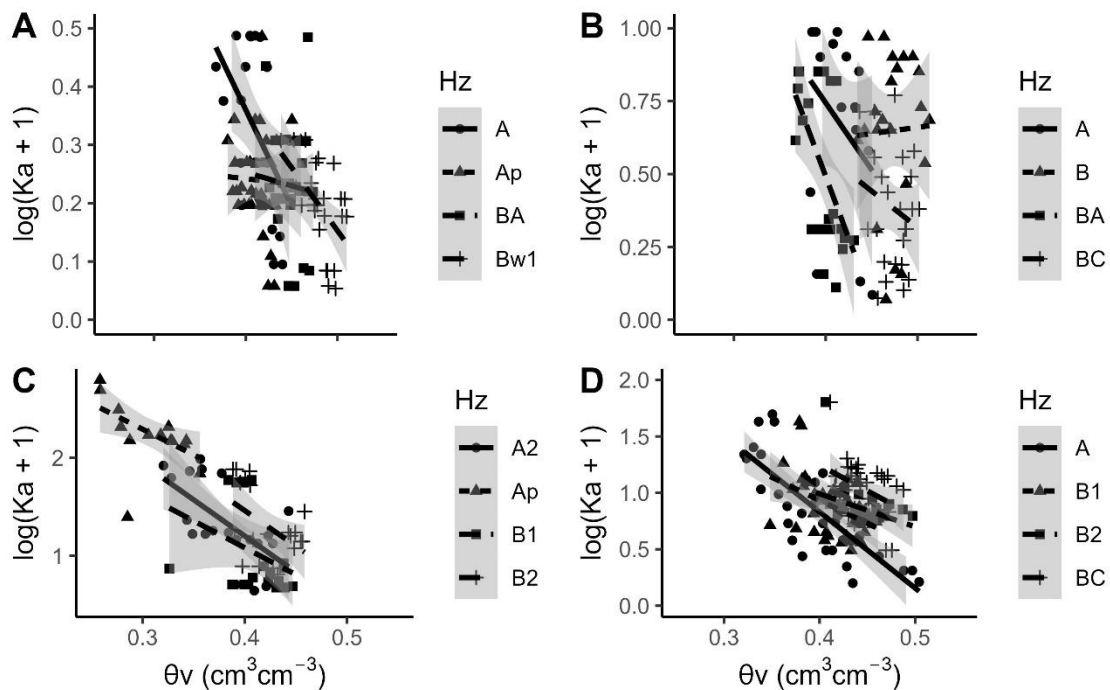 A
0.5
0.4
0.3
0.2
0.1
0.0
log(Ka + 1)
Hz
A
Ap
BA
Bw1
B
1.00
0.75
0.50
0.25
0.00
log(Ka + 1)
Hz
A
B
BA
BC
C
2
1
log(Ka + 1)
0.3 0.4 0.5
θv (cm³cm⁻³)
Hz
A2
Ap
B1
B2
D
2.0
1.5
1.0
0.5
0.0
log(Ka + 1)
0.3 0.4 0.5
θv (cm³cm⁻³)
Hz
A
B1
B2
BC